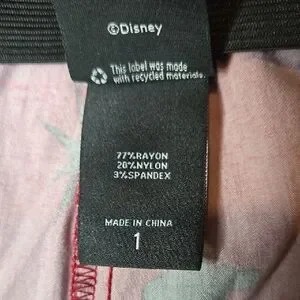 ©Disney
This label was made
with recycled materials.
77%RAYON
20%NYLON
3%SPANDEX
MADE IN CHINA
1